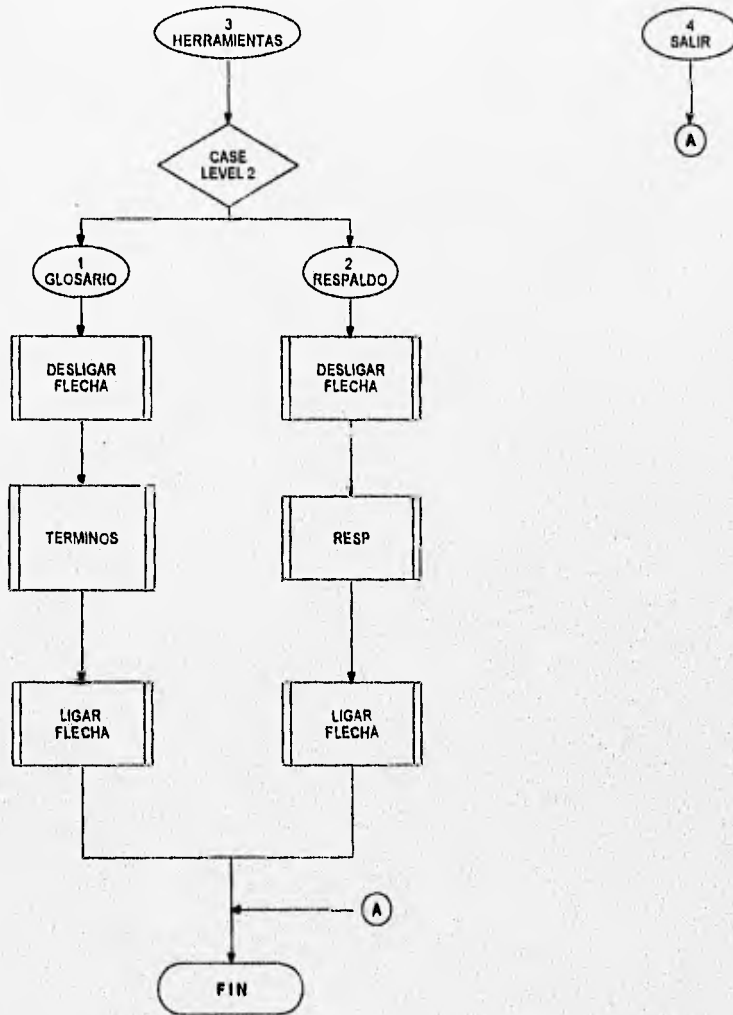 3
HERRAMIENTAS
4
SALIR
A
CASE
LEVEL 2
1
GLOSARIO
2
RESPALDO
DESLIGAR
FLECHA
DESLIGAR
FLECHA
TERMINOS
RESP
LIGAR
FLECHA
LIGAR
FLECHA
A
FIN